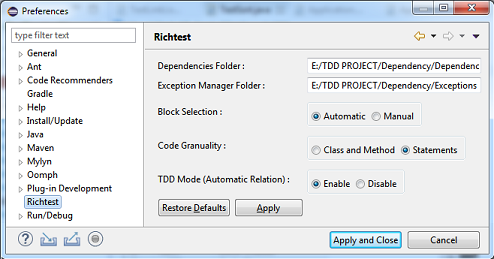 Preferences
type filter text
General
Ant
Code Recommenders
Gradle
Help
Install/Update
Java
Maven
Mylyn
Oomph
Plug-in Development
Richtest
Run/Debug
Richtest
Dependencies Folder :
E:/TDD PROJECT/Dependency/Dependenc
Exception Manager Folder :
E:/TDD PROJECT/Dependency/Exceptions
Block Selection :
Automatic Manual
Code Granuality :
Class and Method Statements
TDD Mode (Automatic Relation) :
Enable Disable
Restore Defaults Apply
Apply and Close Cancel